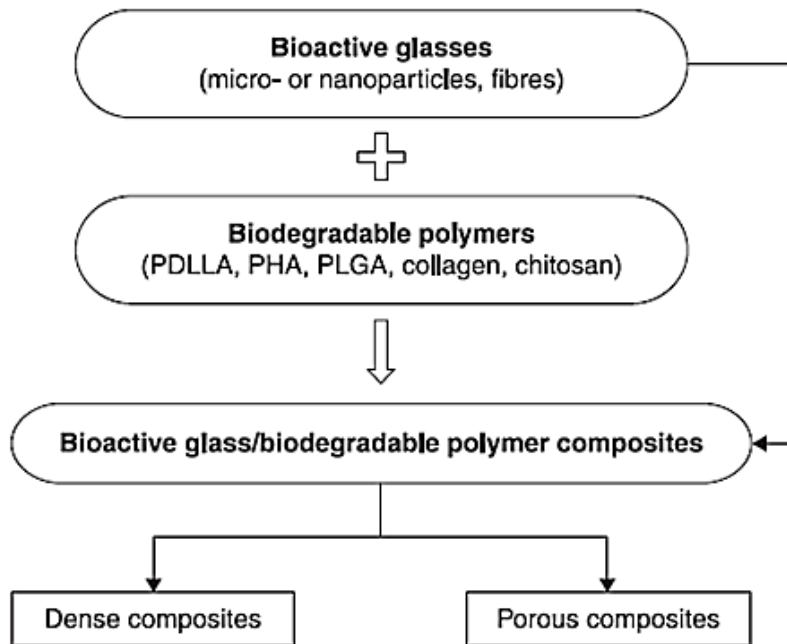 Bioactive glasses
(micro- or nanoparticles, fibres)
Biodegradable polymers
(PDLLA, PHA, PLGA, collagen, chitosan)
Bioactive glass/biodegradable polymer composites
Dense composites
Porous composites